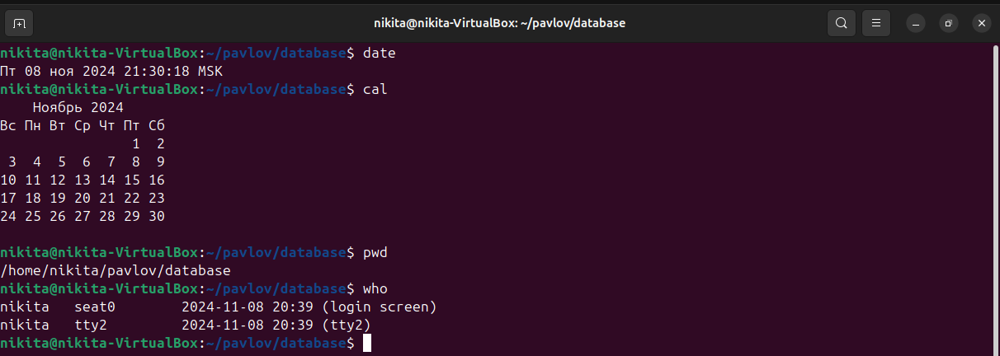 nikita@nikita-VirtualBox: ~/pavlov/database
nikita@nikita-VirtualBox:~/pavlov/database$ date
Пт 08 ноя 2024 21:30:18 MSK
nikita@nikita-VirtualBox:~/pavlov/database$ cal
    Ноябрь 2024
Вс Пн Вт Ср Чт Пт Сб
                1  2
 3  4  5  6  7  8  9
10 11 12 13 14 15 16
17 18 19 20 21 22 23
24 25 26 27 28 29 30
nikita@nikita-VirtualBox:~/pavlov/database$ pwd
/home/nikita/pavlov/database
nikita@nikita-VirtualBox:~/pavlov/database$ who
nikita   seat0        2024-11-08 20:39 (login screen)
nikita   tty2         2024-11-08 20:39 (tty2)
nikita@nikita-VirtualBox:~/pavlov/database$